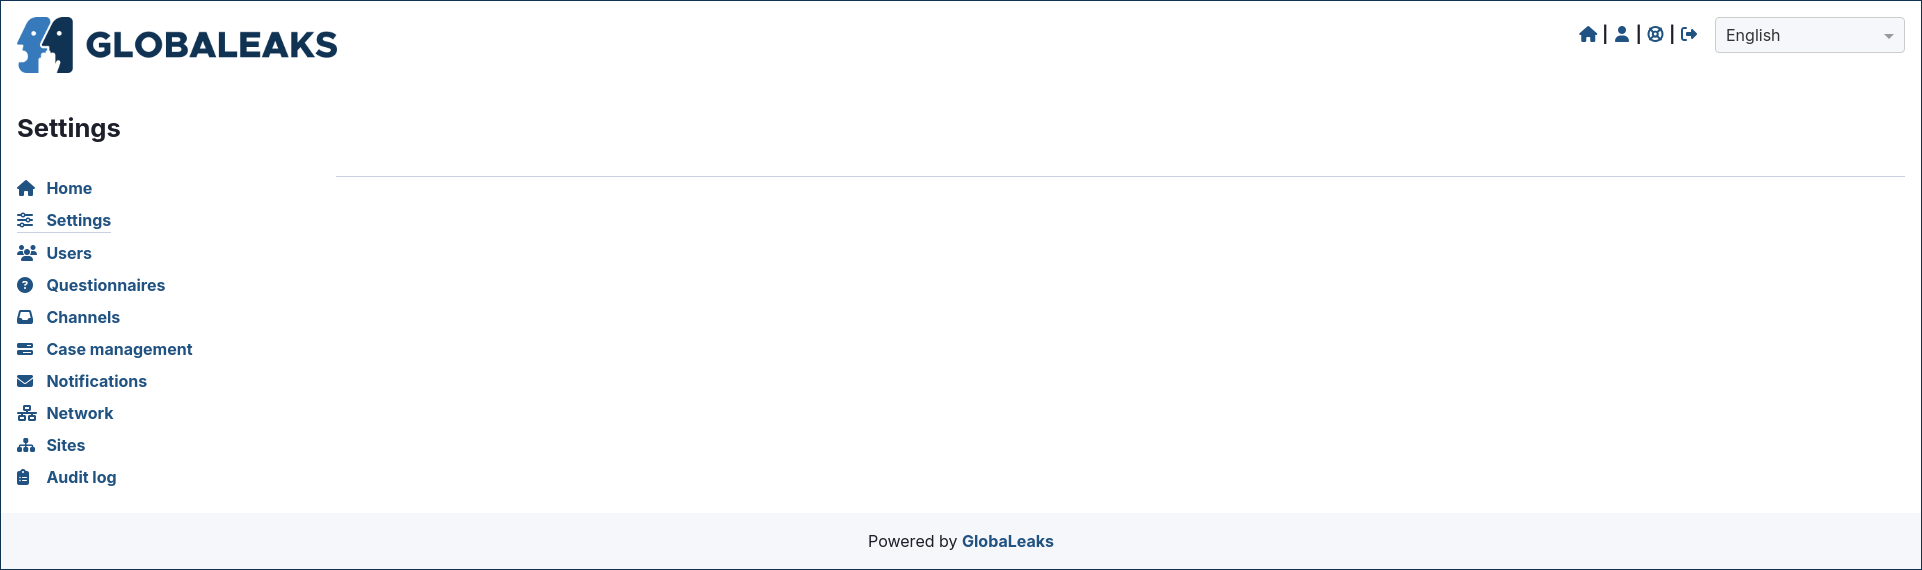 GLOBALEAKS
English
Settings
Home
Settings
Users
Questionnaires
Channels
Case management
Notifications
Network
Sites
Audit log
Powered by GlobaLeaks